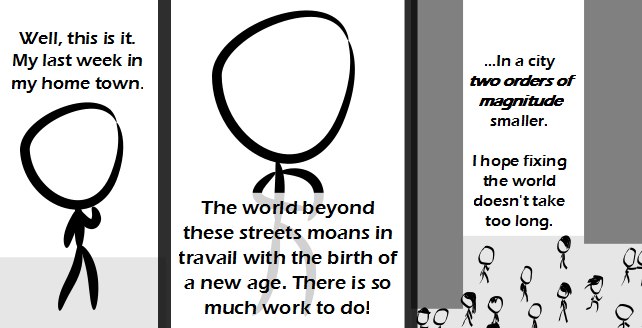 Well, this is it.
My last week in
my home town.
The world beyond
these streets moans in
travail with the birth of
a new age. There is so
much work to do!
...In a city
two orders of
magnitude
smaller.
I hope fixing
the world
doesn't take
too long.